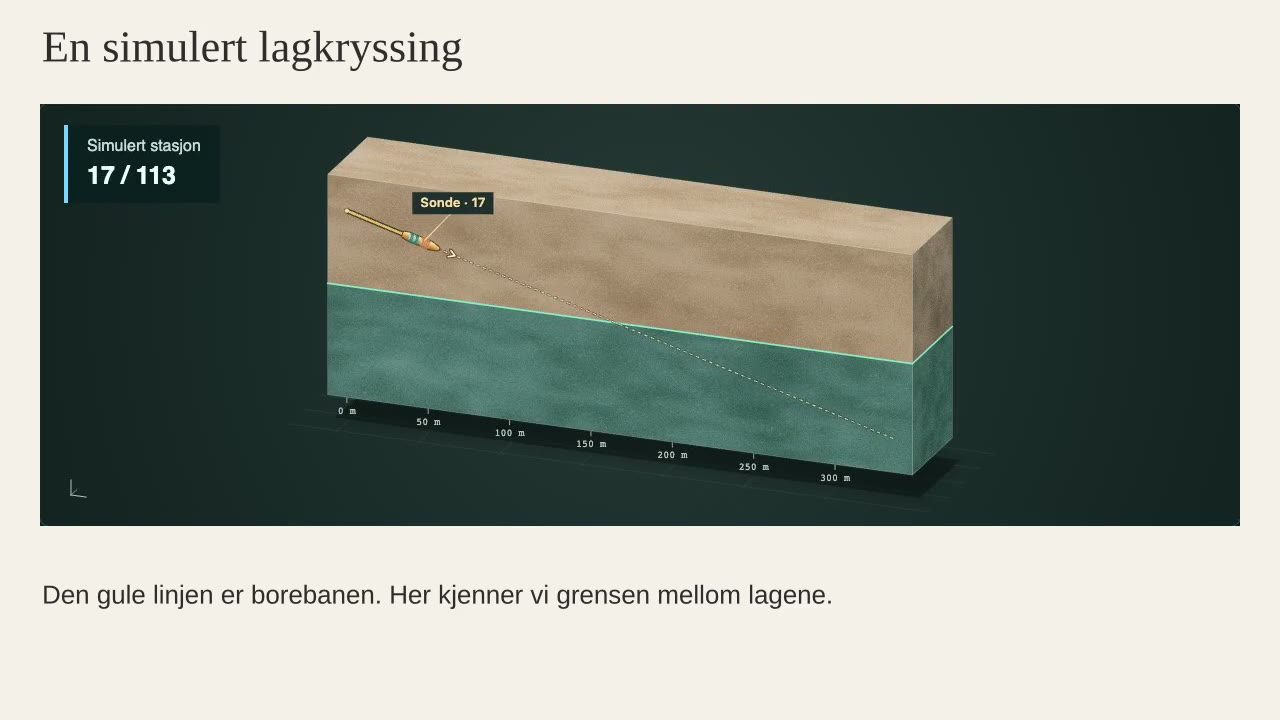 En simulert lagkryssing
Simulert stasjon
17 / 113
Sonde · 17
0 m
50 m
100 m
150 m
200 m
250 m
300 m
Den gule linjen er borebanen. Her kjenner vi grensen mellom lagene.